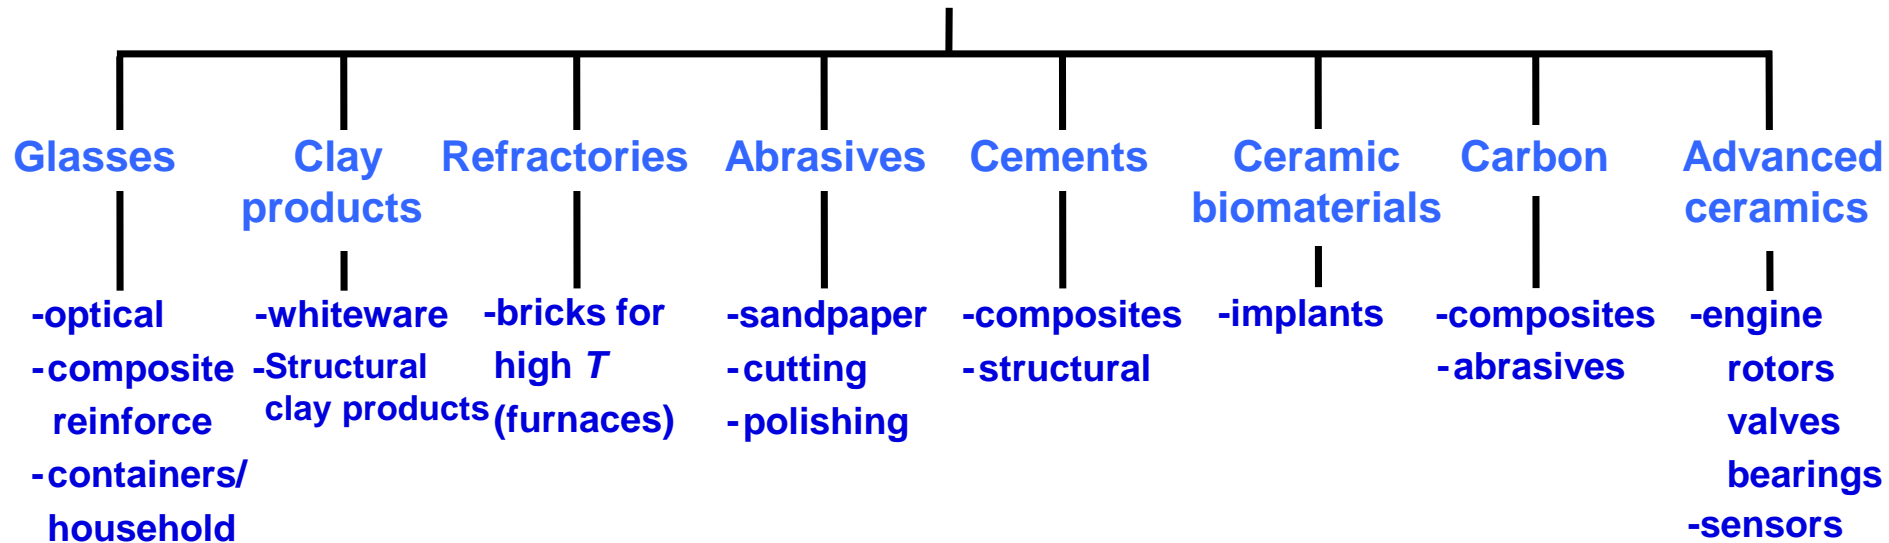 Glasses
Clay
products
Refractories
Abrasives
Cements
Ceramic
biomaterials
Carbon
Advanced
ceramics
-optical
-composite
reinforce
-containers/
household
-whiteware
-Structural
clay products
-bricks for
high T
(furnaces)
-sandpaper
-cutting
-polishing
-composites
-structural
-implants
-composites
-abrasives
-engine
rotors
valves
bearings
-sensors